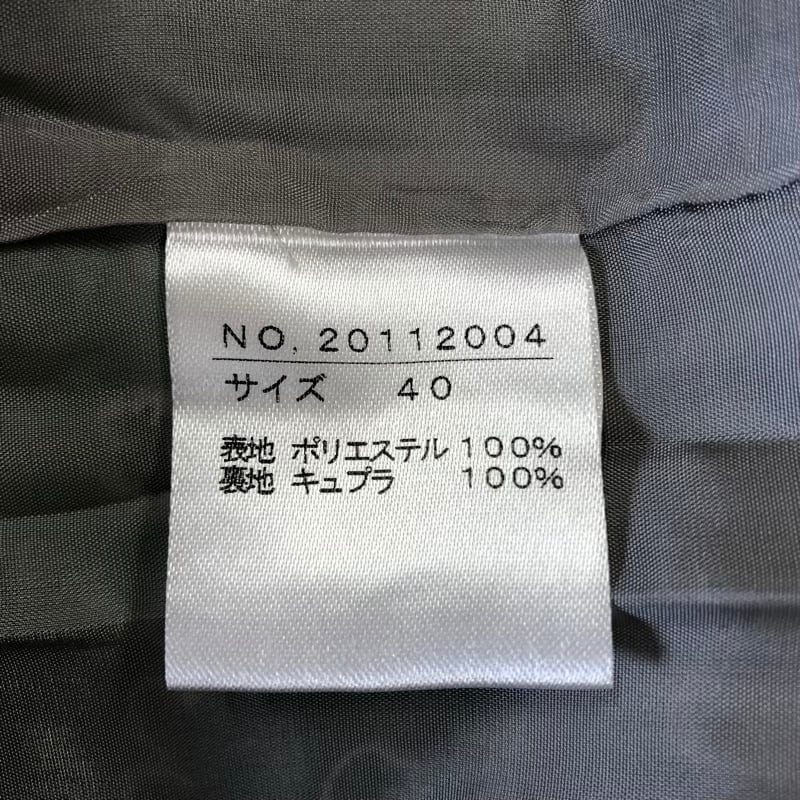 NO. 20112004
サイズ 40
表地 ポリエステル 100%
裏地 キュプラ 100%